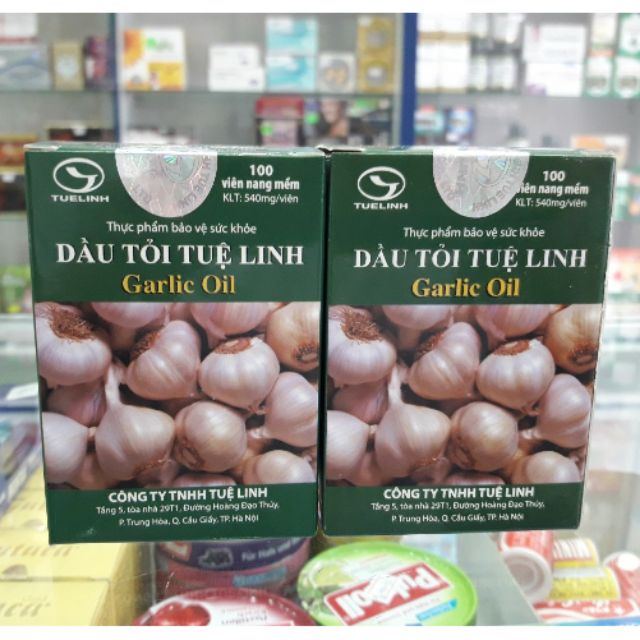 TUELINH
100
viên nang mềm
KLT: 540mg/viên
Thực phẩm bảo vệ sức khỏe
DẦU TỎI TUỆ LINH
Garlic Oil
CÔNG TY TNHH TUỆ LINH
Tầng 5, tòa nhà 29T1, Đường Hoàng Đạo Thúy,
P. Trung Hòa, Q. Cầu Giấy, TP. Hà Nội
TUELINH
100
viên nang mềm
KLT: 540mg/viên
Thực phẩm bảo vệ sức khỏe
DẦU TỎI TUỆ LINH
Garlic Oil
CÔNG TY TNHH TUỆ LINH
Tầng 5, tòa nhà 29T1, Đường Hoàng Đạo Thúy,
P. Trung Hòa, Q. Cầu Giấy, TP. Hà Nội